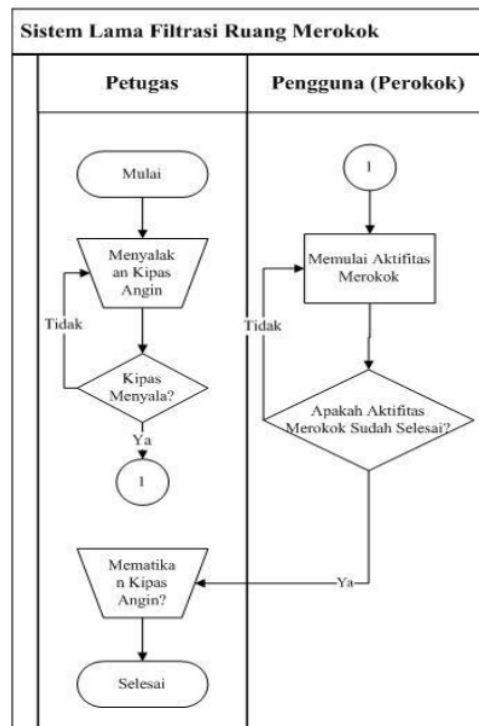 Sistem Lama Filtrasi Ruang Merokok
Petugas
Pengguna (Perokok)
Mulai
Menyalak
an Kipas
Angin
Tidak
Kipas
Menyala?
Ya
1
1
Memulai Aktifitas
Merokok
Tidak
Apakah Aktifitas
Merokok Sudah Selesai?
Ya
Mematika
n Kipas
Angin?
Selesai